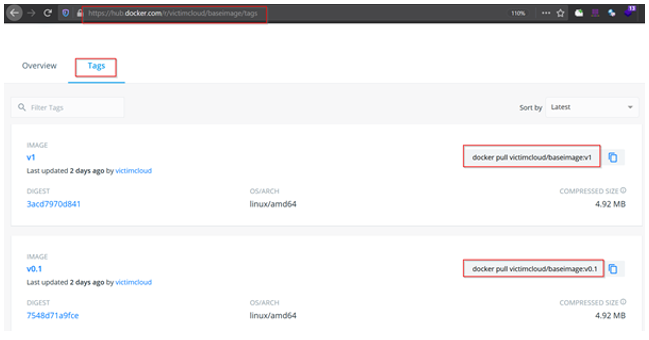 https://hub.docker.com/r/victimcloud/baseimage/tags
110%
13
Overview
Tags
Filter Tags
Sort by Latest
IMAGE
v1
docker pull victimcloud/baseimage:v1
Last updated 2 days ago by victimcloud
DIGEST OS/ARCH COMPRESSED SIZE
3acd7970d841 linux/amd64 4.92 MB
IMAGE
v0.1
docker pull victimcloud/baseimage:v0.1
Last updated 2 days ago by victimcloud
DIGEST OS/ARCH COMPRESSED SIZE
7548d71a9fce linux/amd64 4.92 MB